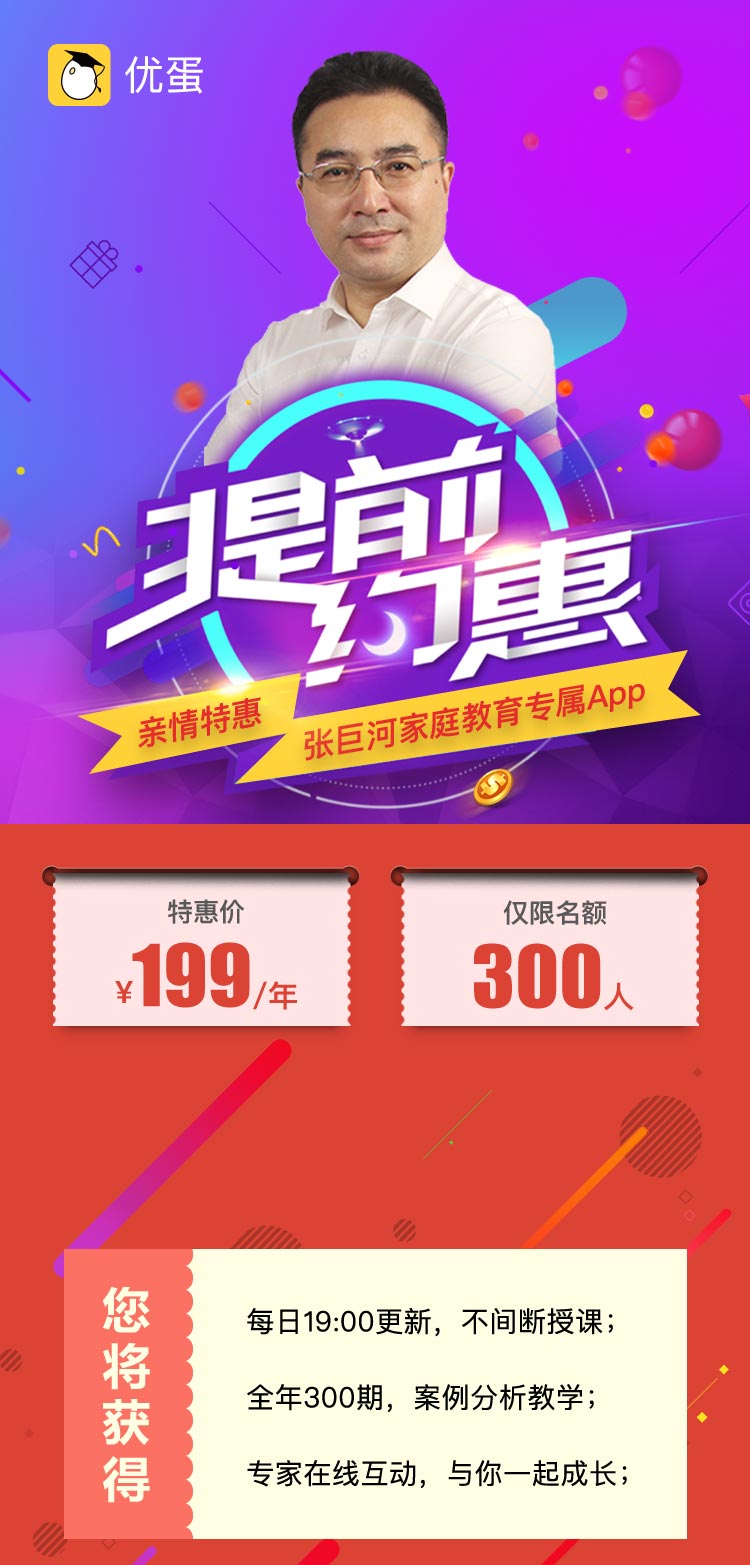 优蛋
提前
约惠
亲情特惠
张巨河家庭教育专属App
特惠价
¥199/年
仅限名额
300人
您将获得
每日19:00更新，不间断授课；
全年300期，案例分析教学；
专家在线互动，与你一起成长；